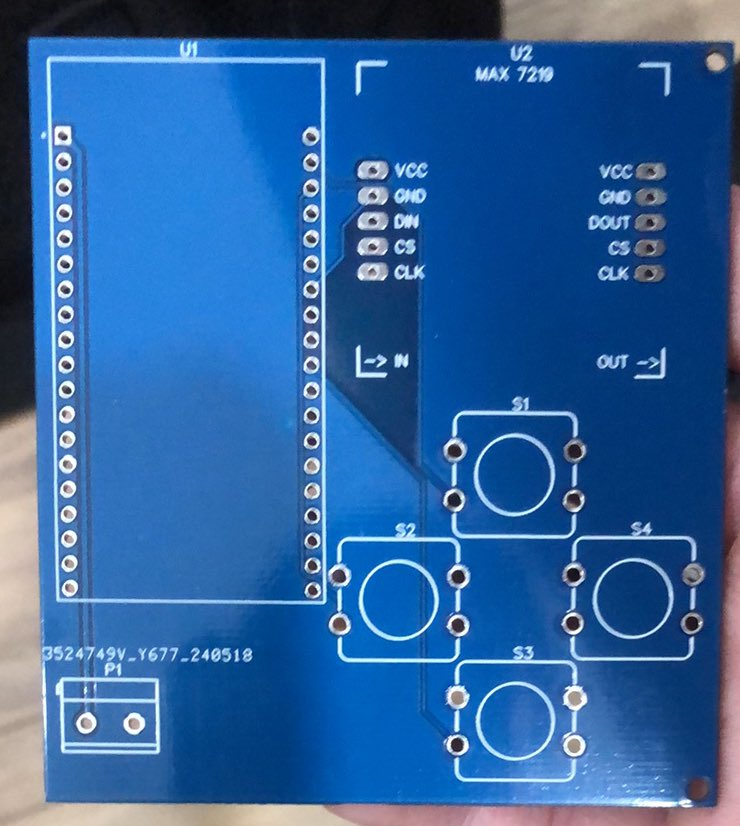 U1
U2
MAX 7219
VCC
GND
DIN
CS
CLK
VCC
GND
DOUT
CS
CLK
-> IN
OUT ->
S1
S2
S4
3524749V_Y677_240518
P1
S3